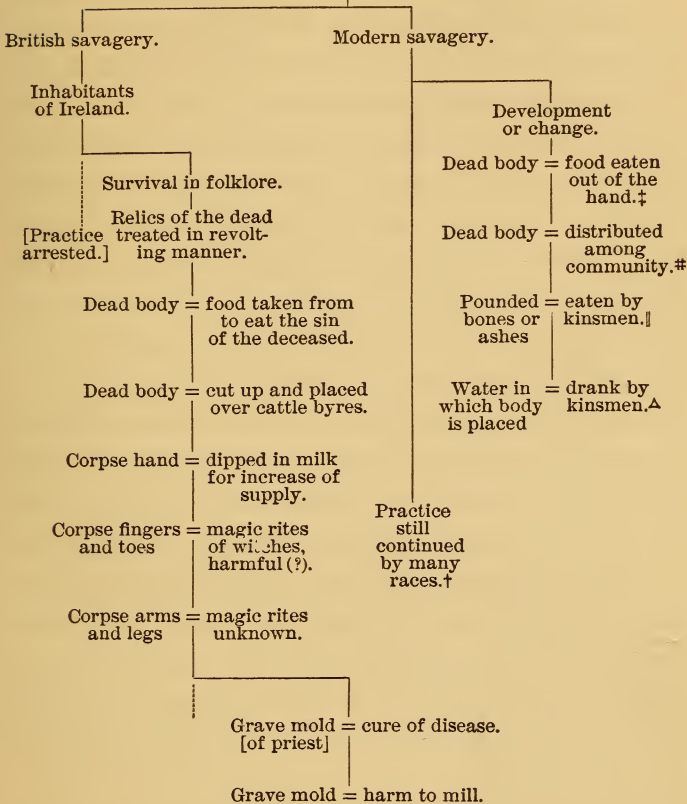 British savagery.
Modern savagery.
Inhabitants
of Ireland.
Development
or change.
Survival in folklore.
Dead body = food eaten
out of the
hand.‡
Relics of the dead
[Practice treated in revolt-
arrested.] ing manner.
Dead body = distributed
among
community.#
Dead body = food taken from
to eat the sin
of the deceased.
Pounded = eaten by
bones or kinsmen.‖
ashes
Dead body = cut up and placed
over cattle byres.
Water in = drank by
which body kinsmen.△
is placed
Corpse hand = dipped in milk
for increase of
supply.
Practice
still
continued
by many
races.†
Corpse fingers = magic rites
and toes of witches,
harmful (?).
Corpse arms = magic rites
and legs unknown.
Grave mold = cure of disease.
[of priest]
Grave mold = harm to mill.